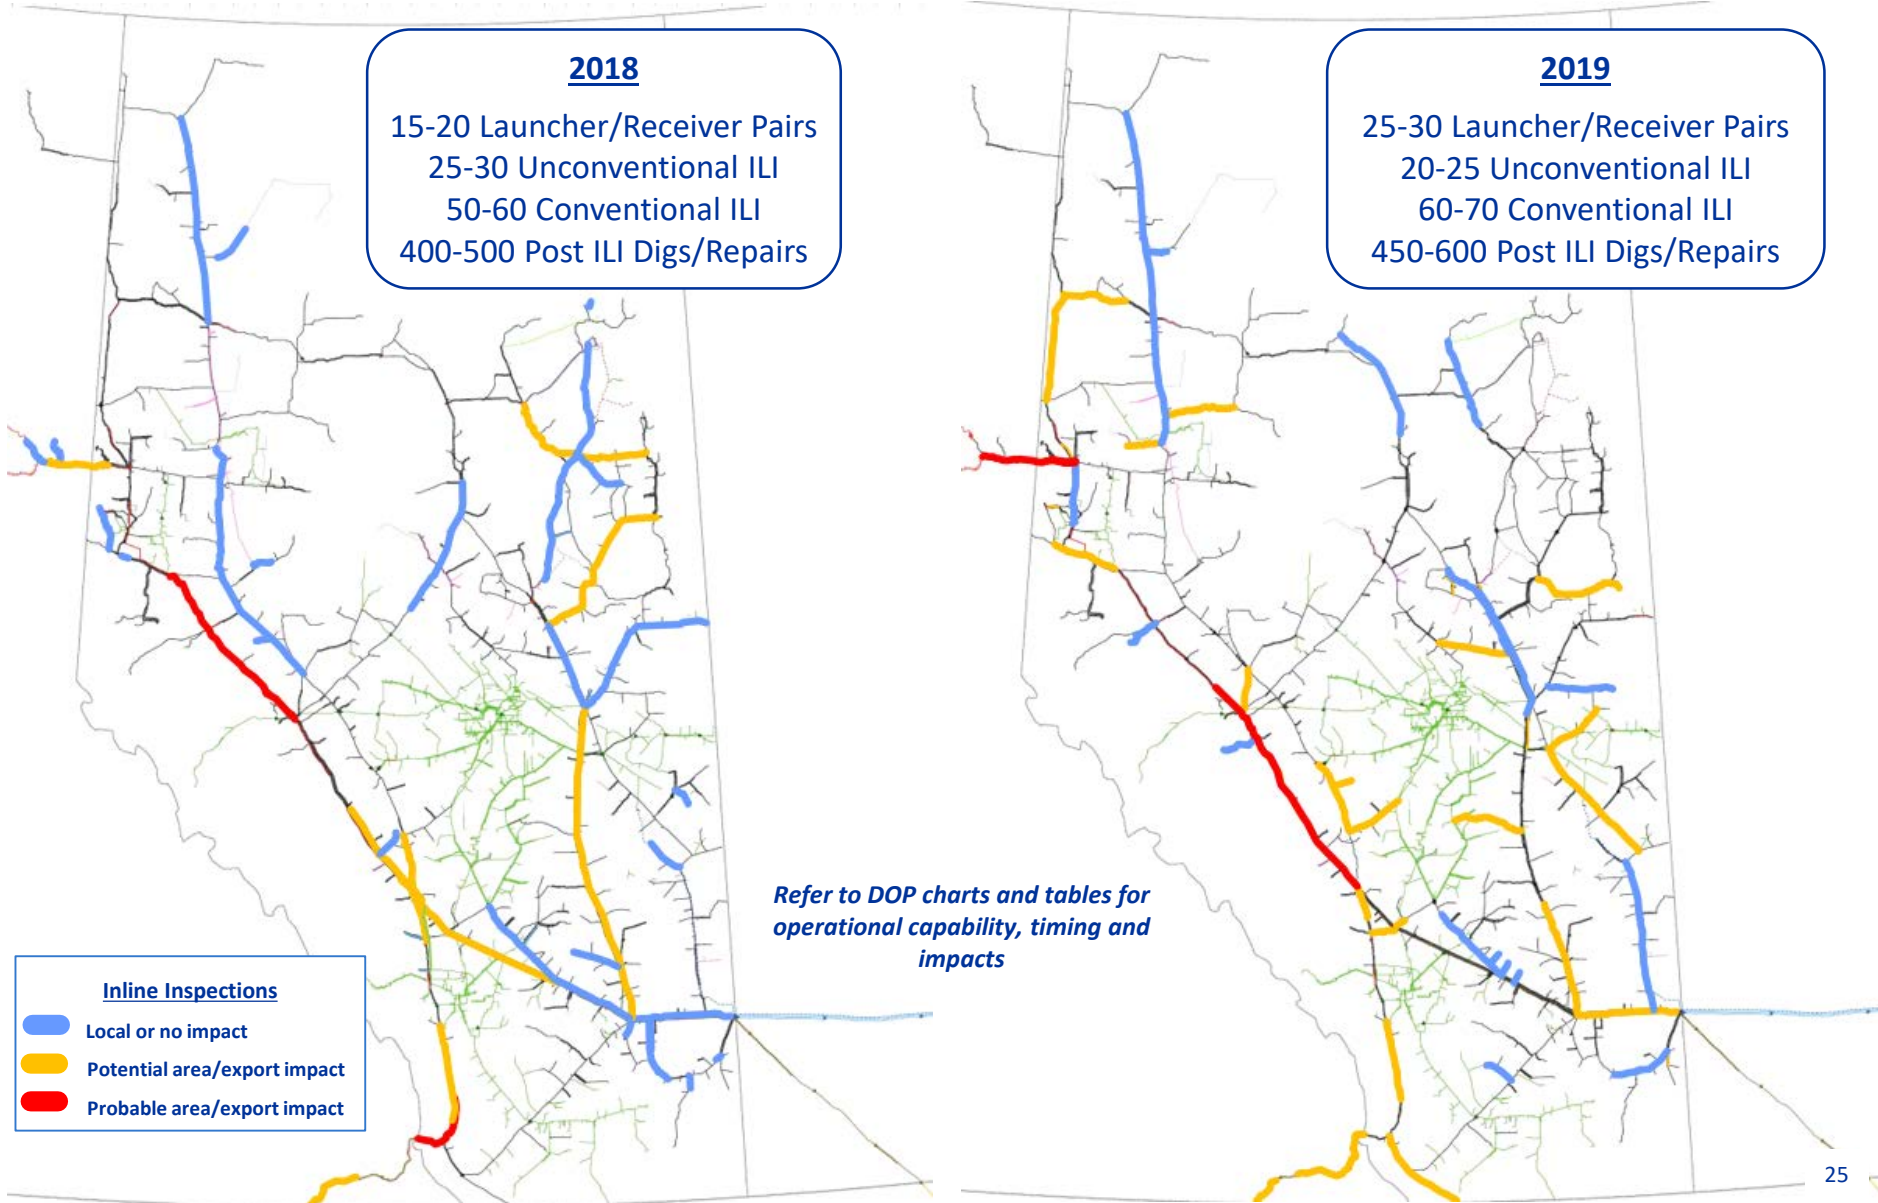 2018
15-20 Launcher/Receiver Pairs
25-30 Unconventional ILI
50-60 Conventional ILI
400-500 Post ILI Digs/Repairs
2019
25-30 Launcher/Receiver Pairs
20-25 Unconventional ILI
60-70 Conventional ILI
450-600 Post ILI Digs/Repairs
Refer to DOP charts and tables for
operational capability, timing and
impacts
Inline Inspections
Local or no impact
Potential area/export impact
Probable area/export impact
25